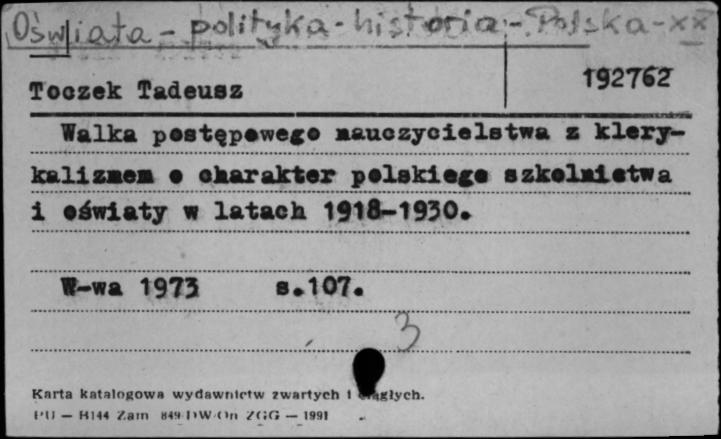 Oświata - polityka - historia - Polska - XX
192762
Toczek Tadeusz
Walka postępowego nauczycielstwa z klery-
kalizmem o charakter polskiego szkolnictwa
i oświaty w latach 1918-1930.
W-wa 1973 s.107.
3
Karta katalogowa wydawnictw zwartych i ciągłych.
PU — H144 Zam 849 DW On ZGG — 1991